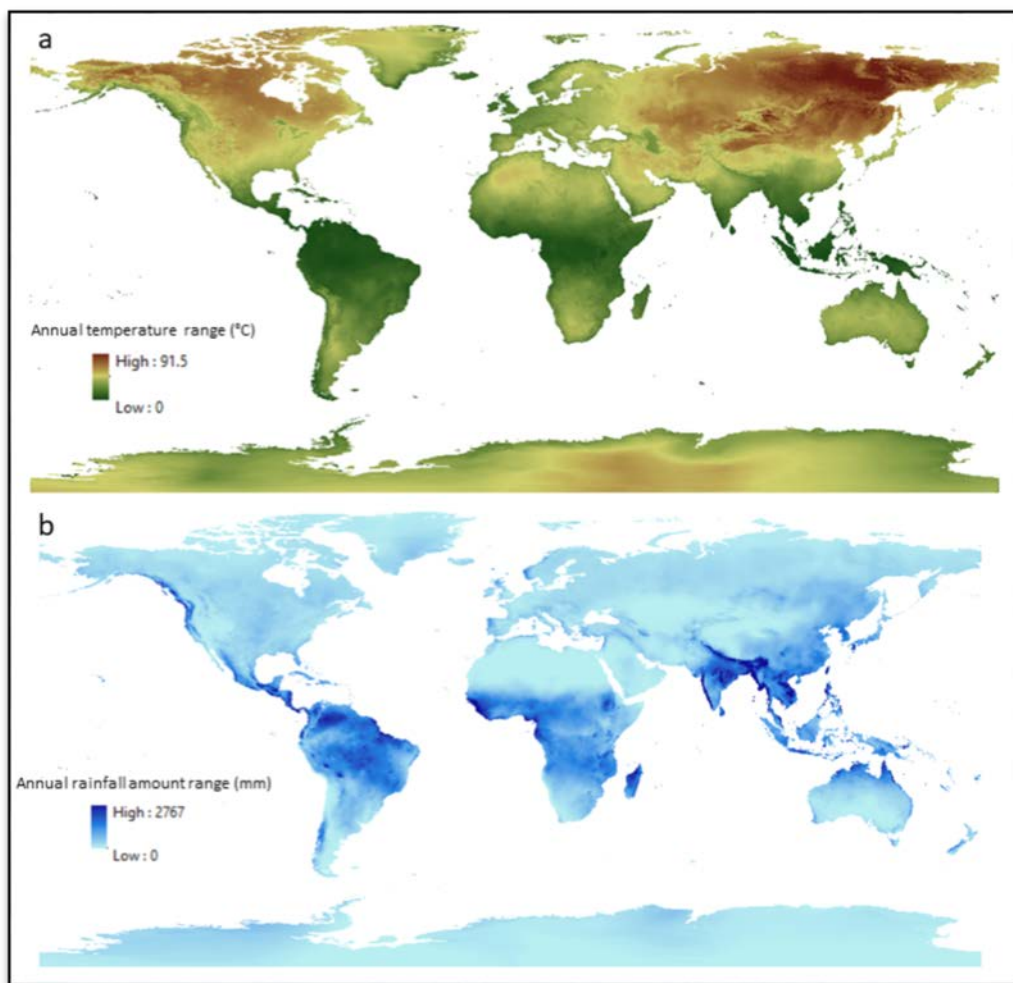 a
Annual temperature range (°C)
High : 91.5
Low : 0
b
Annual rainfall amount range (mm)
High : 2767
Low : 0